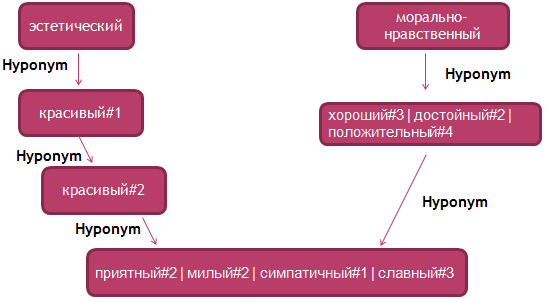 эстетический
морально-
нравственный
Hyponym
Hyponym
красивый#1
хороший#3 | достойный#2 |
положительный#4
Hyponym
красивый#2
Hyponym
Hyponym
приятный#2 | милый#2 | симпатичный#1 | славный#3